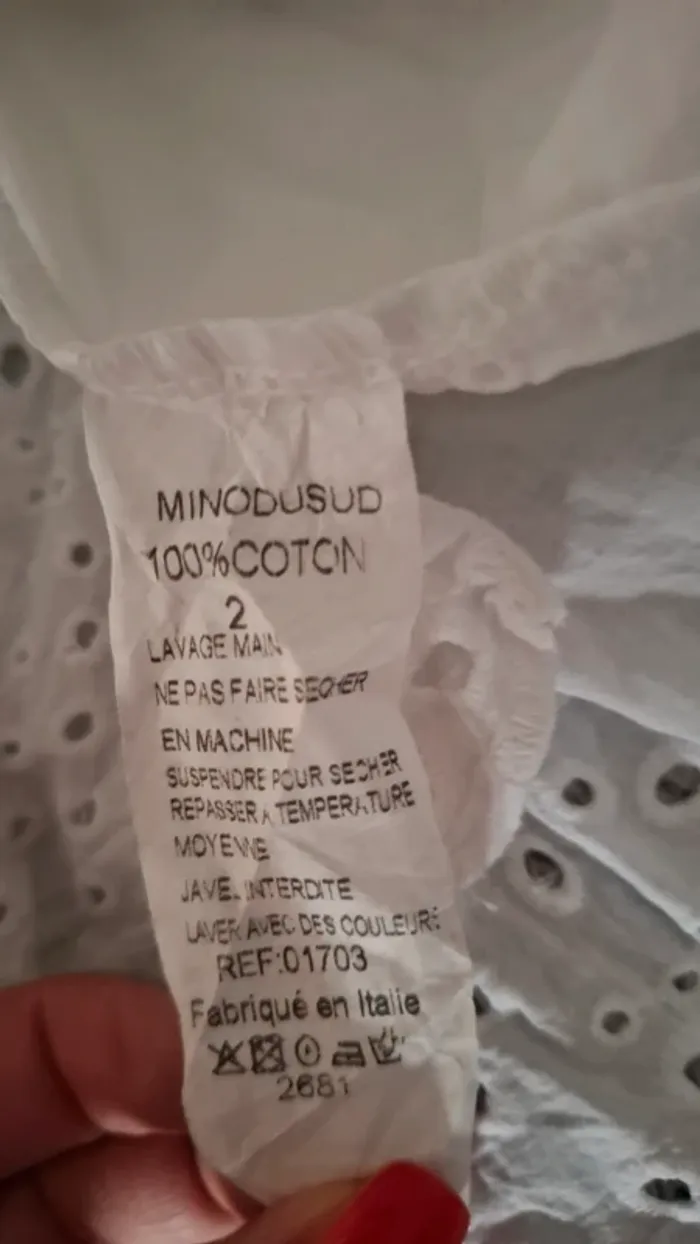 MINODUSUD
100%COTON
2
LAVAGE MAIN
NE PAS FAIRE SECHER
EN MACHINE
SUSPENDRE POUR SECHER
REPASSER A TEMPERATURE
MOYENNE
JAVEL INTERDITE
LAVER AVEC DES COULEURS
REF:01703
Fabriqué en Italie
2681